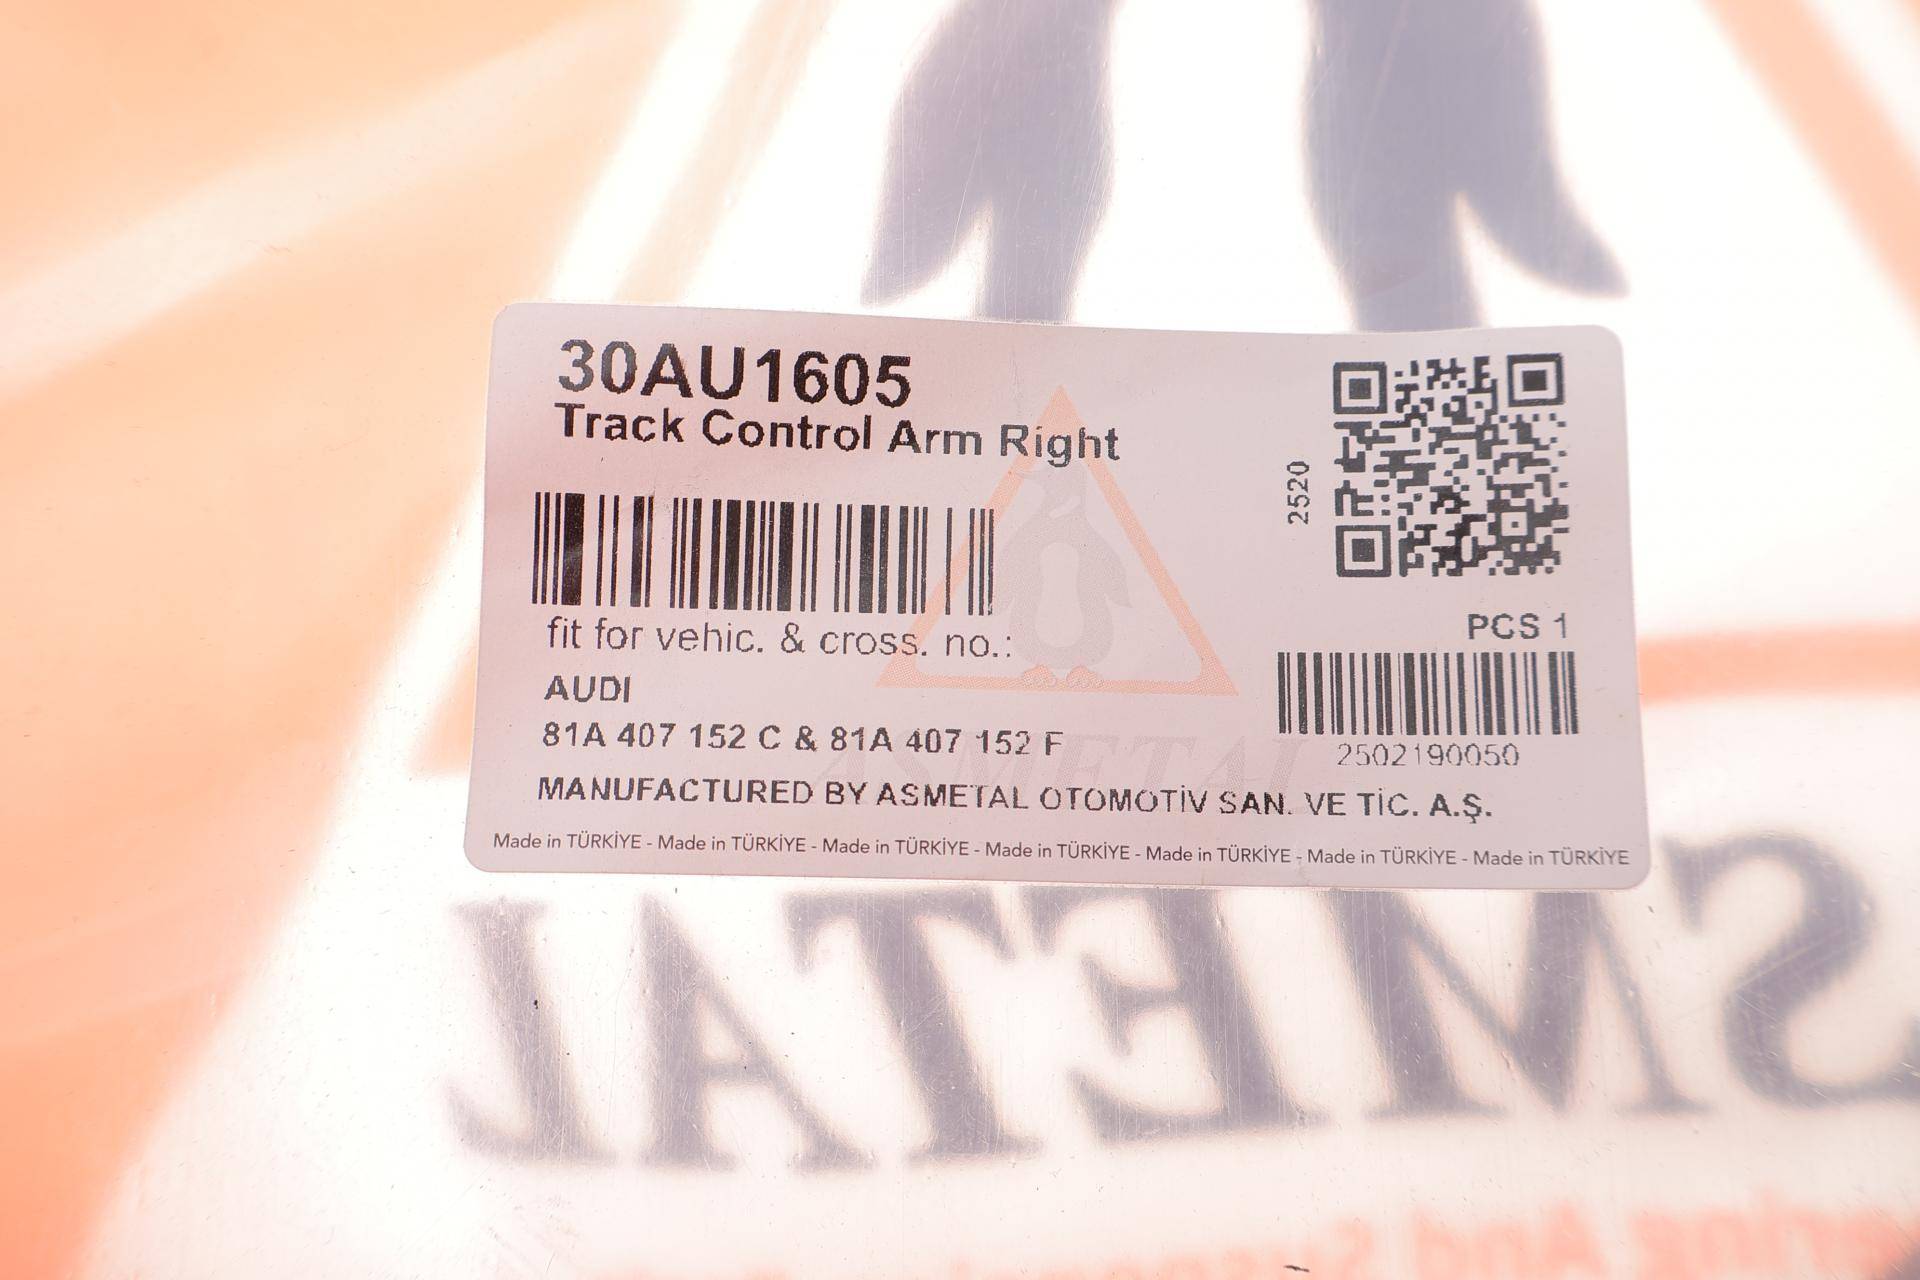 30AU1605
Track Control Arm Right
2520
fit for vehic. & cross. no.:
PCS 1
AUDI
81A 407 152 C & 81A 407 152 F
2502190050
MANUFACTURED BY ASMETAL OTOMOTİV SAN. VE TİC. A.Ş.
Made in TÜRKİYE - Made in TÜRKİYE - Made in TÜRKİYE - Made in TÜRKİYE - Made in TÜRKİYE - Made in TÜRKİYE - Made in TÜRKİYE
ASMETAL
SMETAL